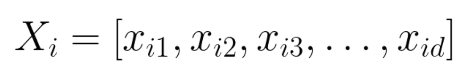 X_i = [x_{i1}, x_{i2}, x_{i3}, . . . , x_{id}]